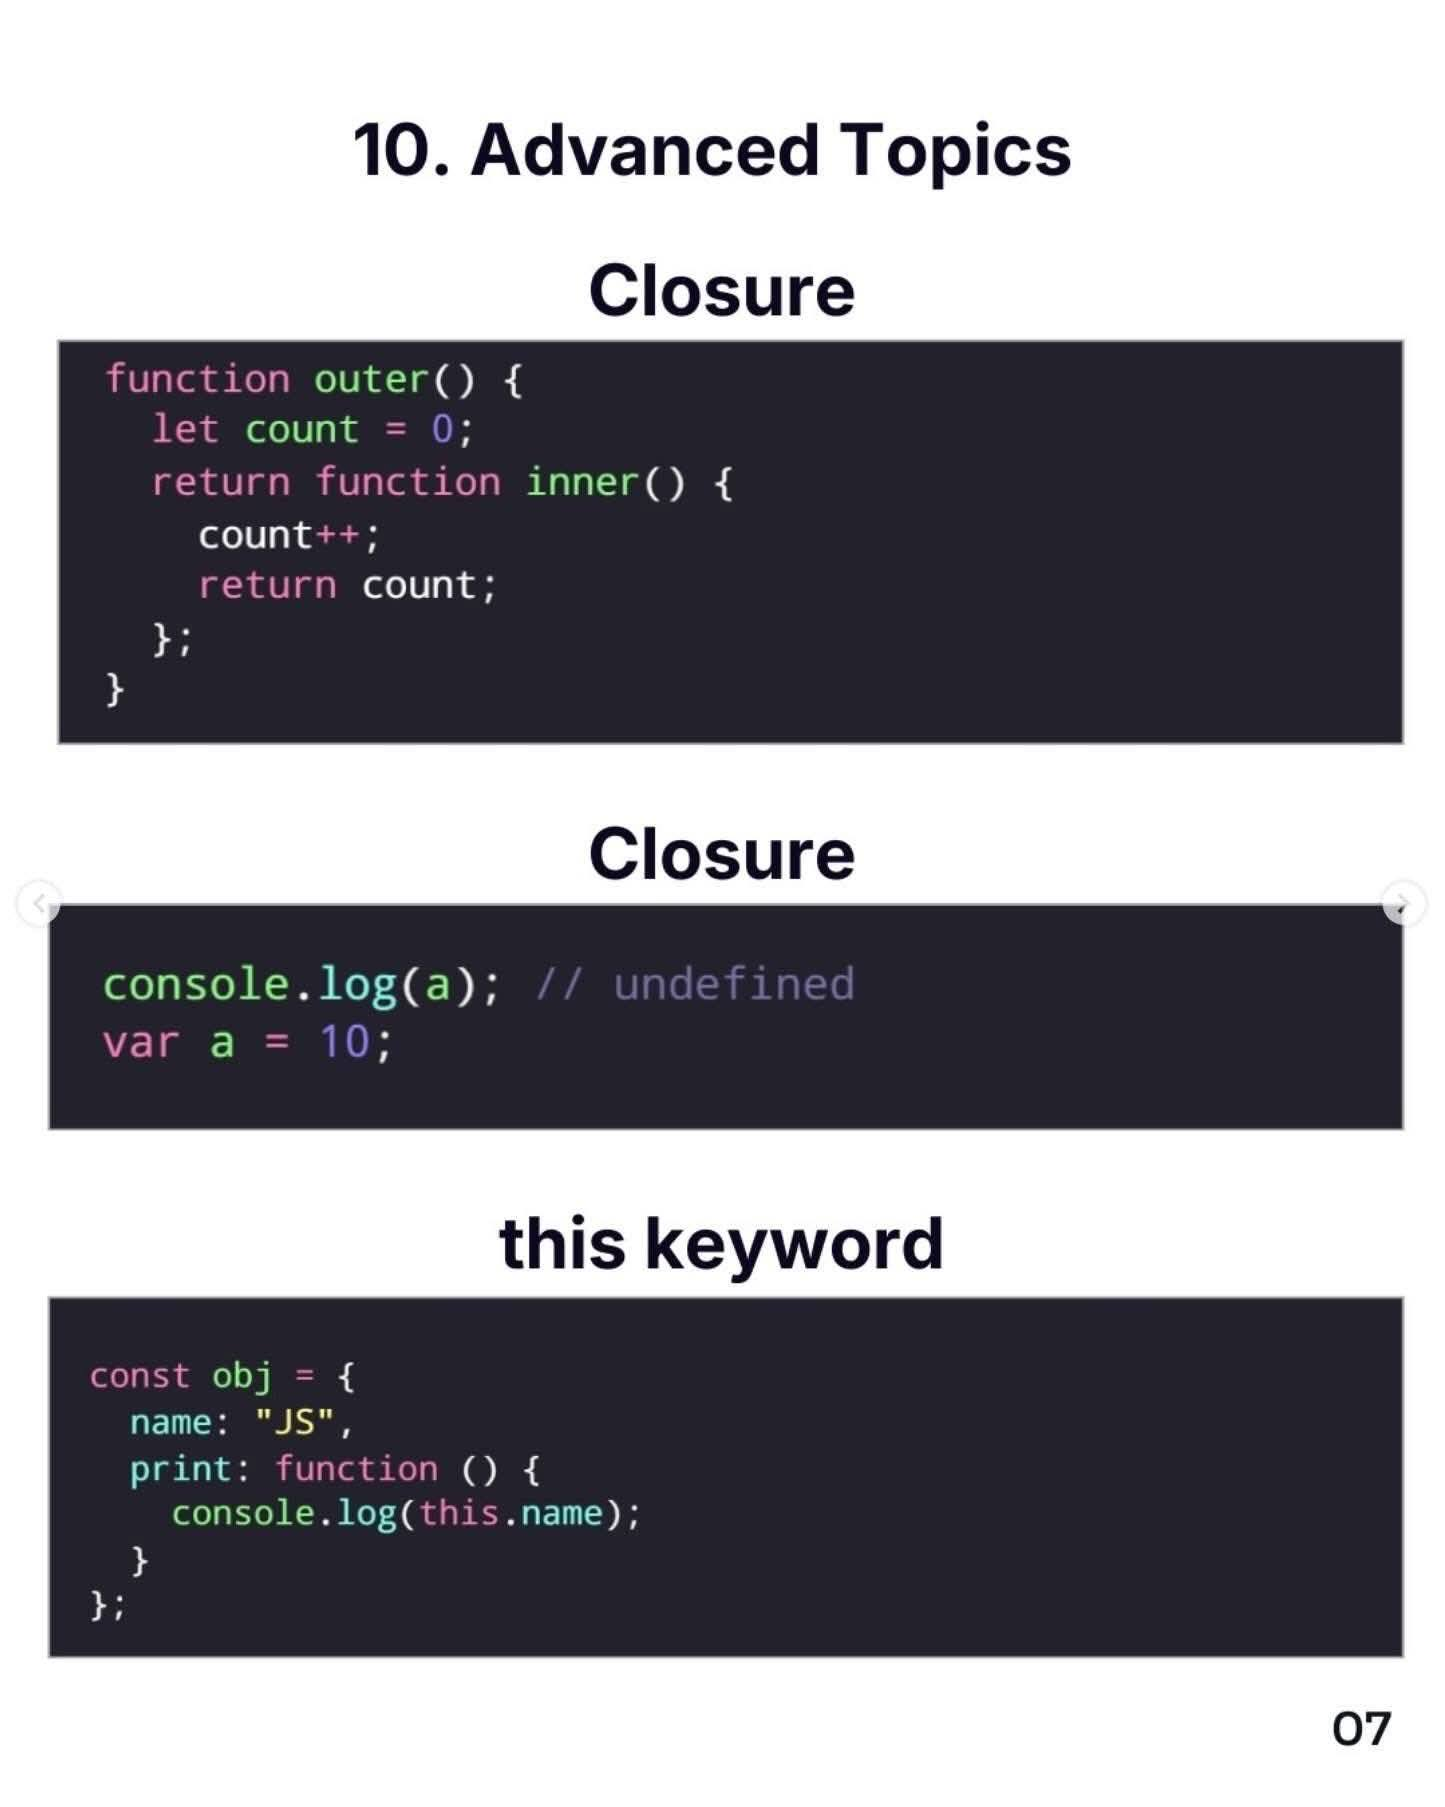 10. Advanced Topics
Closure
function outer() {
  let count = 0;
  return function inner() {
    count++;
    return count;
  };
}
Closure
console.log(a); // undefined
var a = 10;
this keyword
const obj = {
  name: "JS",
  print: function () {
    console.log(this.name);
  }
};
07